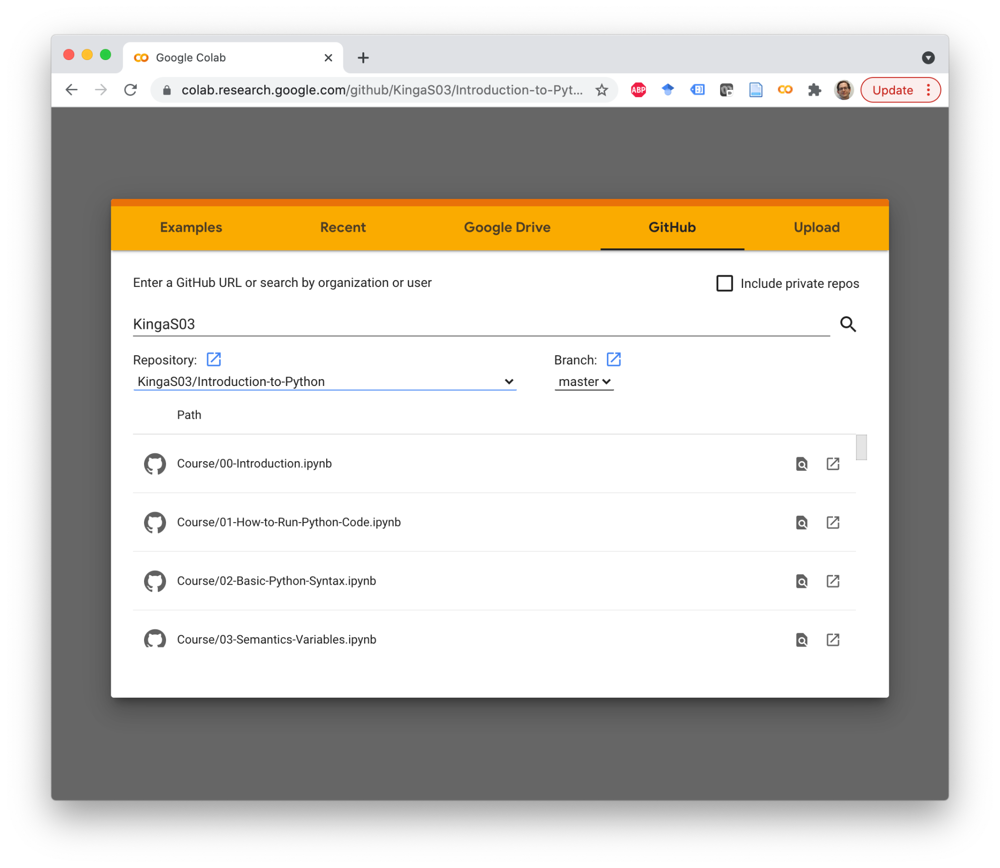 Google Colab
colab.research.google.com/github/KingaS03/Introduction-to-Pyt...
ABP
Update
Examples
Recent
Google Drive
GitHub
Upload
Enter a GitHub URL or search by organization or user
Include private repos
KingaS03
Repository:
Branch:
KingaS03/Introduction-to-Python
master
Path
Course/00-Introduction.ipynb
Course/01-How-to-Run-Python-Code.ipynb
Course/02-Basic-Python-Syntax.ipynb
Course/03-Semantics-Variables.ipynb